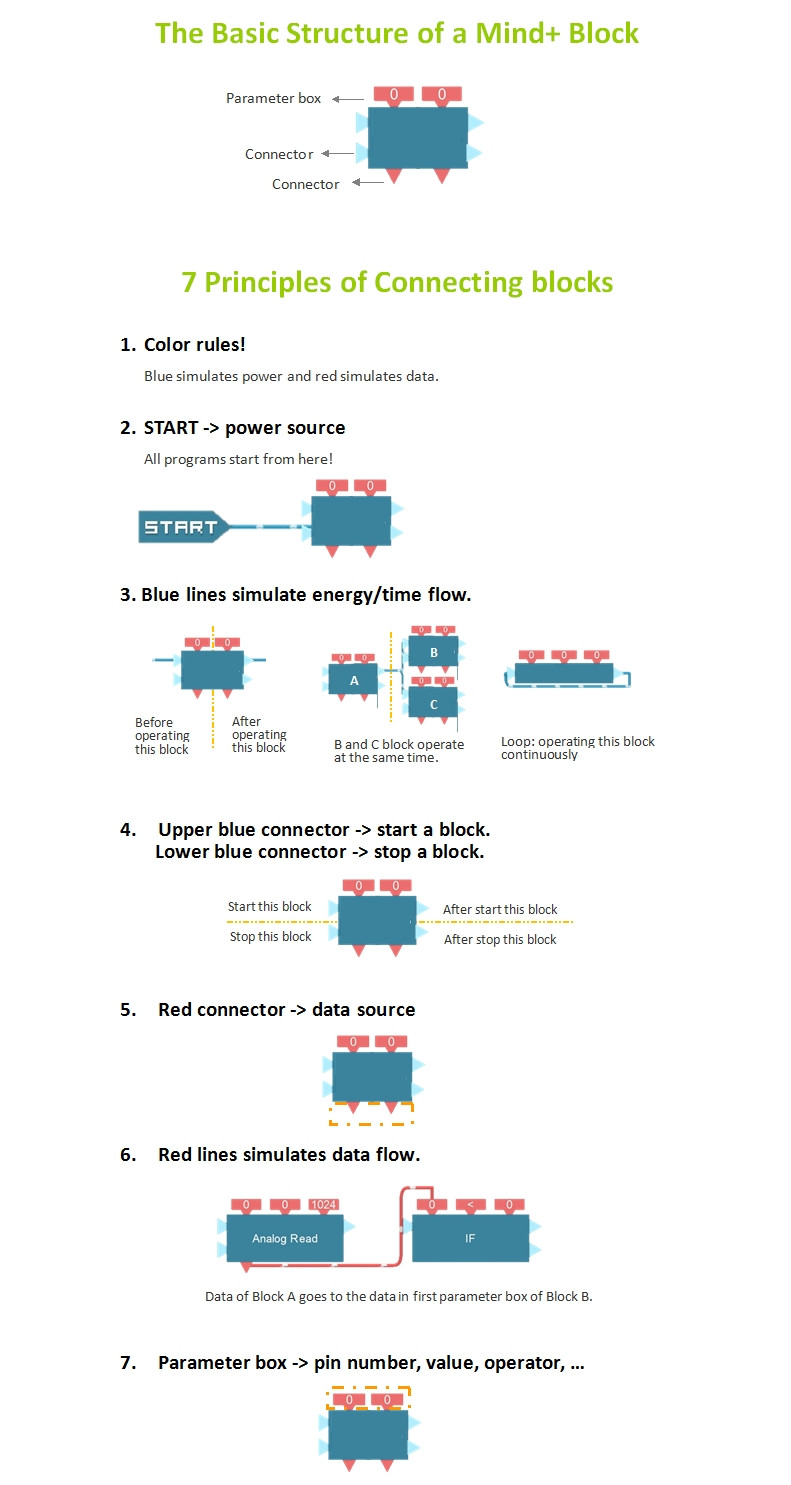 The Basic Structure of a Mind+ Block
0 0
Parameter box
Connector
Connector
7 Principles of Connecting blocks
1. Color rules!
Blue simulates power and red simulates data.
2. START -> power source
All programs start from here!
0 0
START
3. Blue lines simulate energy/time flow.
0 0
Before
operating
this block
After
operating
this block
0 0
A
0 0
B
0 0
C
B and C block operate
at the same time.
0 0 0
Loop: operating this block
continuously
4. Upper blue connector -> start a block.
Lower blue connector -> stop a block.
0 0
Start this block
After start this block
Stop this block
After stop this block
5. Red connector -> data source
0 0
6. Red lines simulates data flow.
0 0 1024
Analog Read
0 < 0
IF
Data of Block A goes to the data in first parameter box of Block B.
7. Parameter box -> pin number, value, operator, ...
0 0